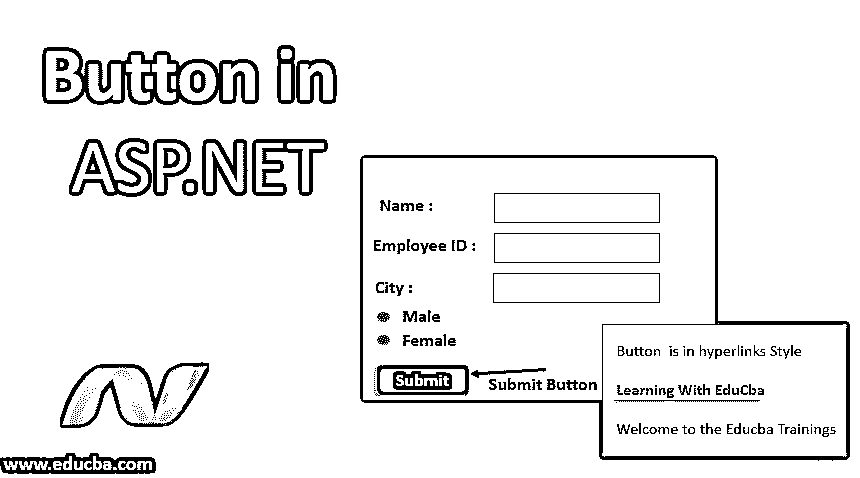 Button in
ASP.NET
Name :
Employee ID :
City :
Male
Female
Submit
Submit Button
Button is in hyperlinks Style
Learning With EduCba
Welcome to the Educba Trainings
www.educba.com